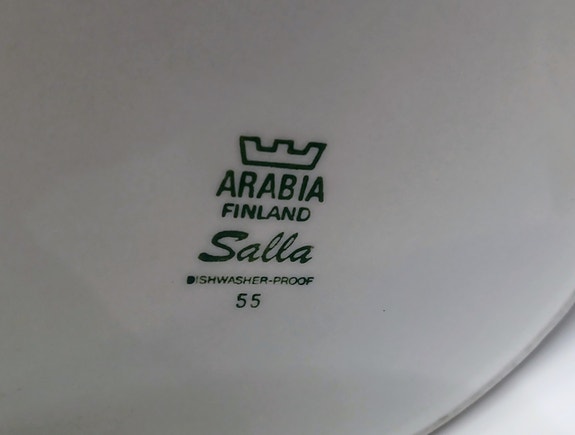 ARABIA
FINLAND
Salla
DISHWASHER-PROOF
55